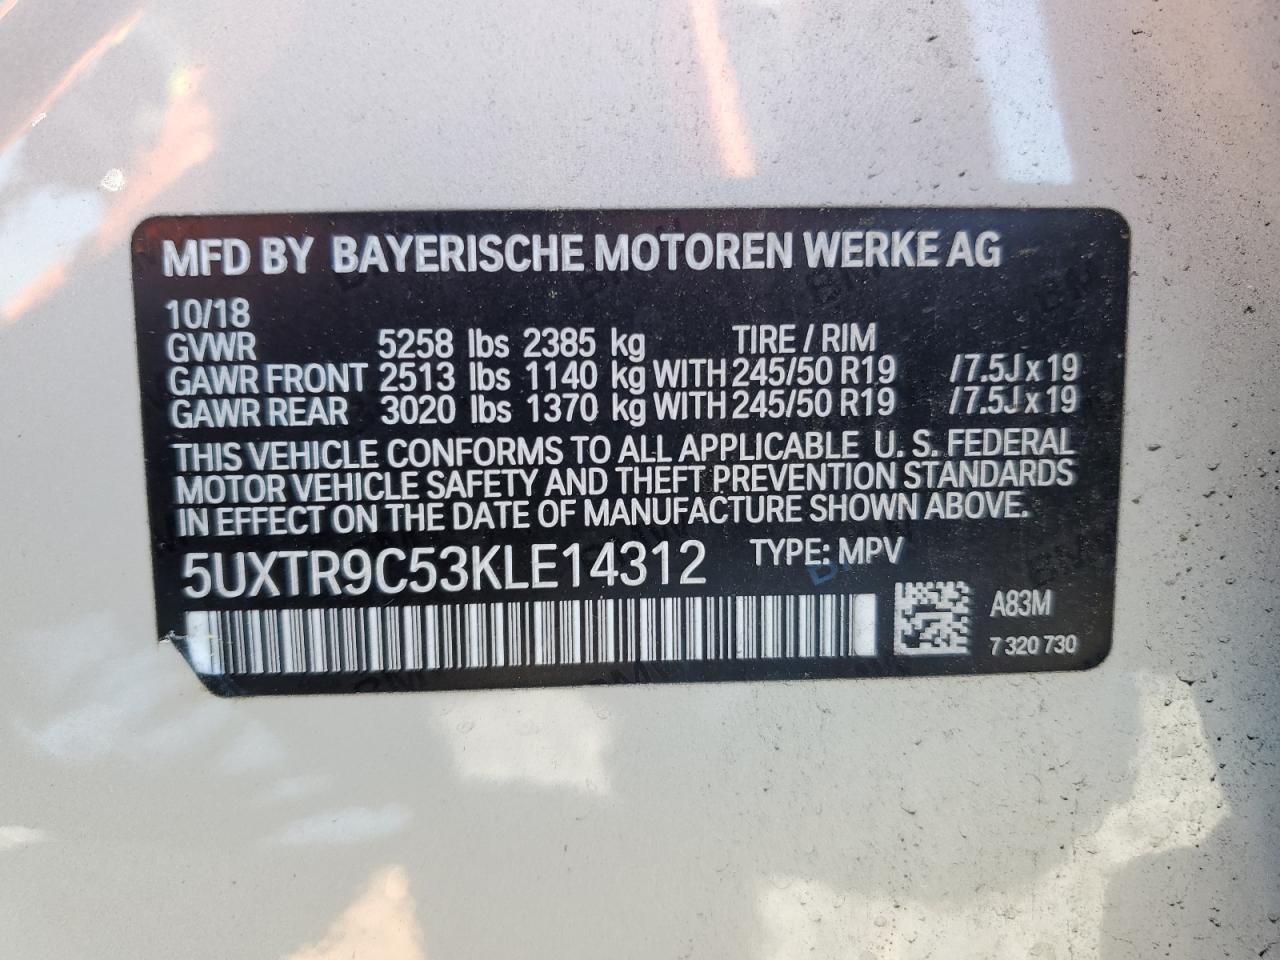 MFD BY BAYERISCHE MOTOREN WERKE AG
10/18
GVWR 5258 lbs 2385 kg TIRE / RIM
GAWR FRONT 2513 lbs 1140 kg WITH 245/50 R19 /7.5J x 19
GAWR REAR 3020 lbs 1370 kg WITH 245/50 R19 /7.5J x 19
THIS VEHICLE CONFORMS TO ALL APPLICABLE U. S. FEDERAL
MOTOR VEHICLE SAFETY AND THEFT PREVENTION STANDARDS
IN EFFECT ON THE DATE OF MANUFACTURE SHOWN ABOVE.
5UXTR9C53KLE14312 TYPE: MPV
A83M
7 320 730